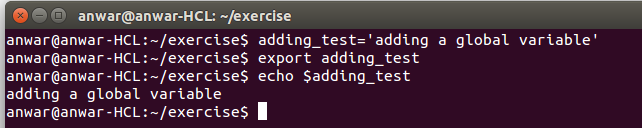 anwar@anwar-HCL: ~/exercise
anwar@anwar-HCL:~/exercise$ adding_test='adding a global variable'
anwar@anwar-HCL:~/exercise$ export adding_test
anwar@anwar-HCL:~/exercise$ echo $adding_test
adding a global variable
anwar@anwar-HCL:~/exercise$